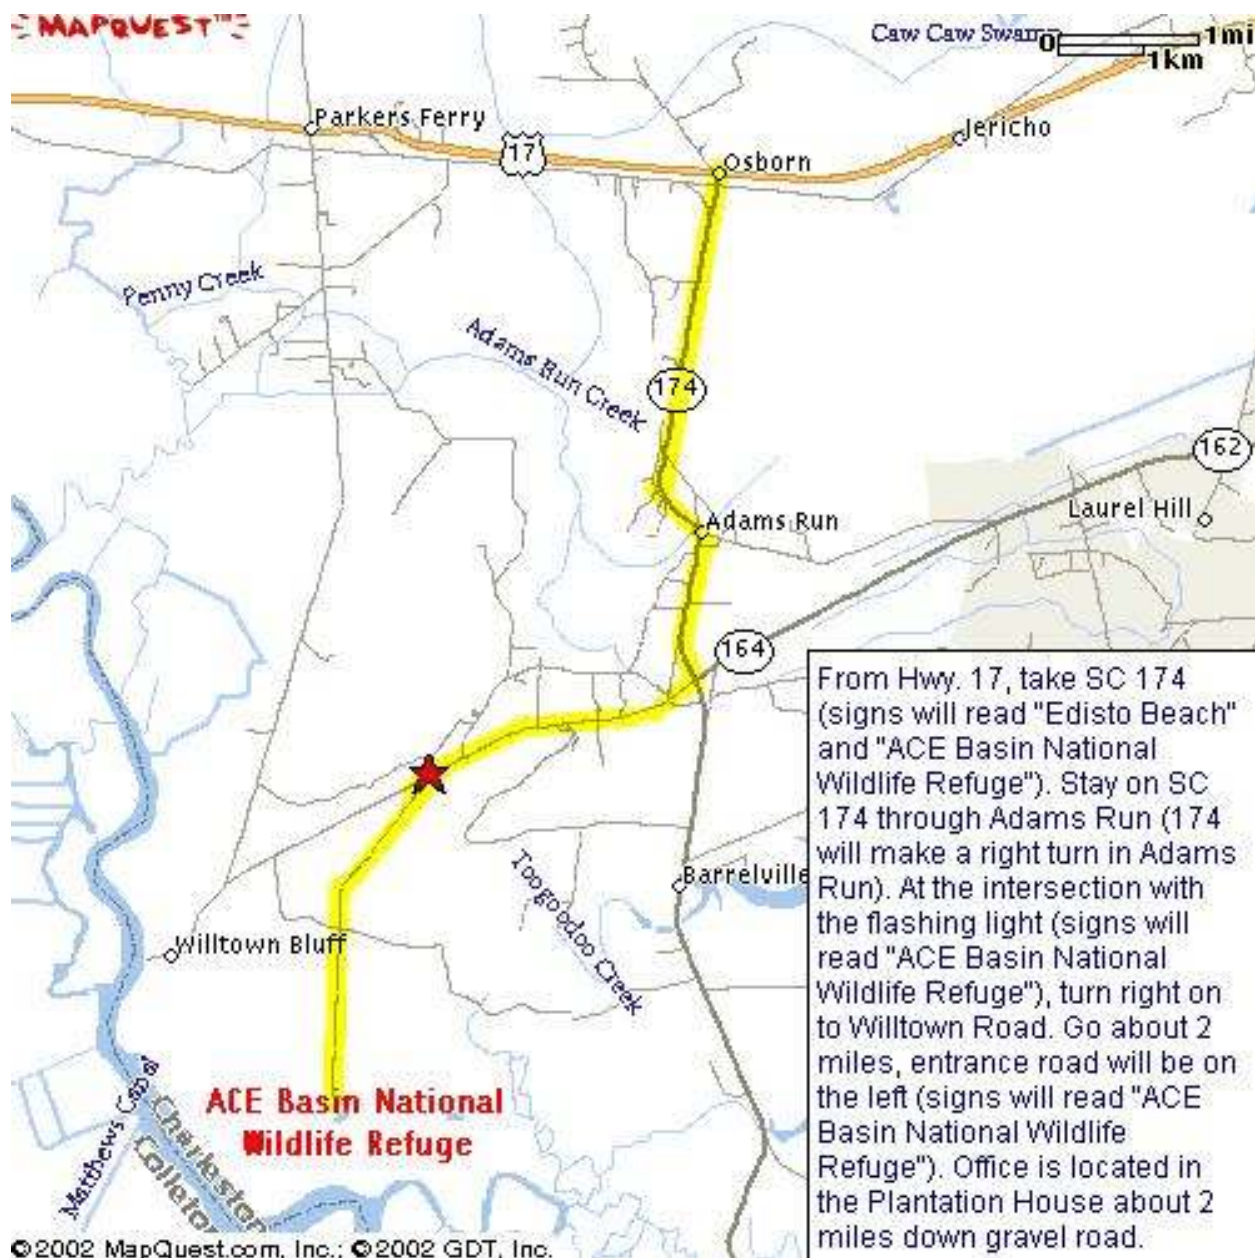 MAPQUEST™
Caw Caw Swamp
0 1mi
1km
Parkers Ferry
Jericho
17
Osborn
Penny Creek
Adams Run Creek
174
162
Laurel Hill
Adams Run
164
From Hwy. 17, take SC 174
(signs will read "Edisto Beach"
and "ACE Basin National
Wildlife Refuge"). Stay on SC
174 through Adams Run (174
will make a right turn in Adams
Run). At the intersection with
the flashing light (signs will
read "ACE Basin National
Wildlife Refuge"), turn right on
to Willtown Road. Go about 2
miles, entrance road will be on
the left (signs will read "ACE
Basin National Wildlife
Refuge"). Office is located in
the Plantation House about 2
miles down gravel road.
Barrelville
Toogoodoo Creek
Willtown Bluff
ACE Basin National
Wildlife Refuge
Matthews Canal
Charleston
Colleton
©2002 MapQuest.com, Inc.; ©2002 GDT, Inc.